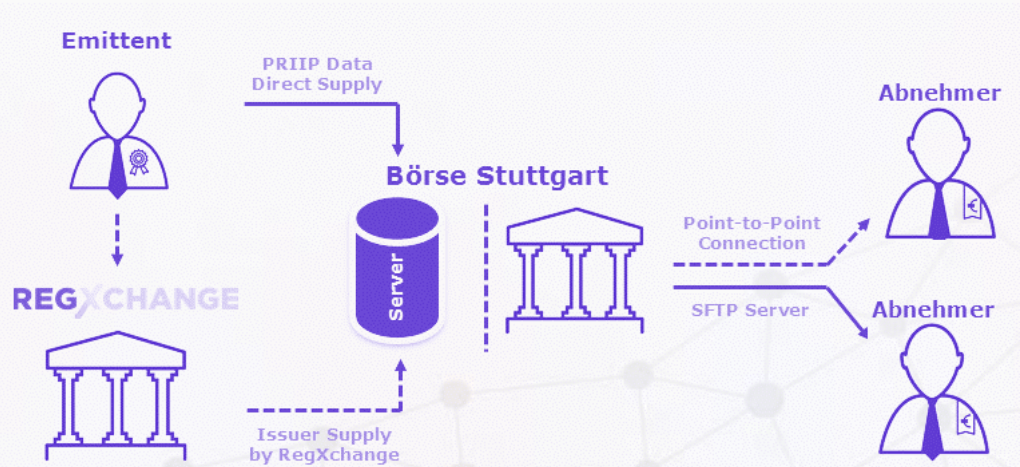 Emittent
PRIIP Data
Direct Supply
Abnehmer
Börse Stuttgart
Server
€
Point-to-Point
Connection
REGXCHANGE
SFTP Server
Abnehmer
€
Issuer Supply
by RegXchange